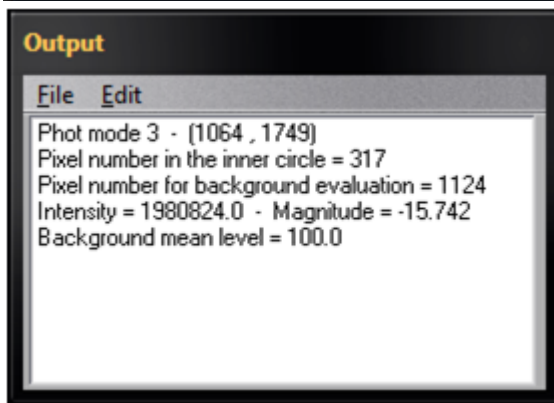 Output
File Edit
Phot mode 3 - (1064 , 1749)
Pixel number in the inner circle = 317
Pixel number for background evaluation = 1124
Intensity = 1980824.0 - Magnitude = -15.742
Background mean level = 100.0